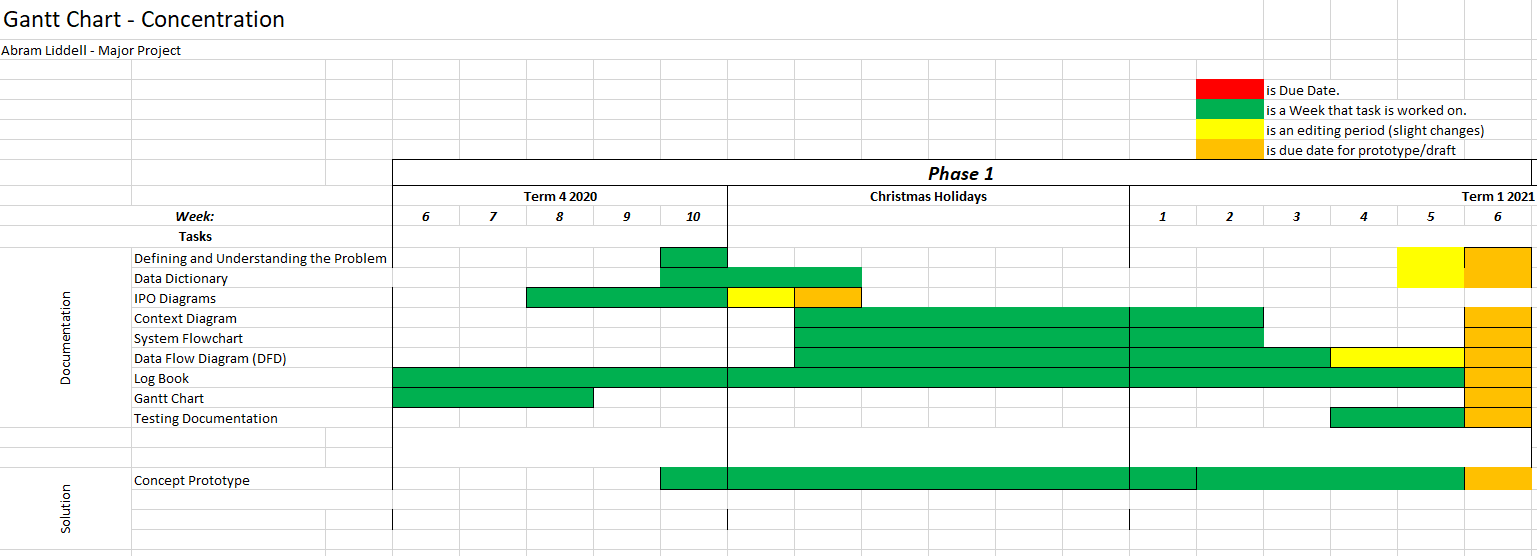 Gantt Chart - Concentration
Abram Liddell - Major Project
is Due Date.
is a Week that task is worked on.
is an editing period (slight changes)
is due date for prototype/draft
Phase 1
Term 4 2020 Christmas Holidays Term 1 2021
Week: 6 7 8 9 10 1 2 3 4 5 6
Tasks
Documentation
Defining and Understanding the Problem
Data Dictionary
IPO Diagrams
Context Diagram
System Flowchart
Data Flow Diagram (DFD)
Log Book
Gantt Chart
Testing Documentation
Solution
Concept Prototype